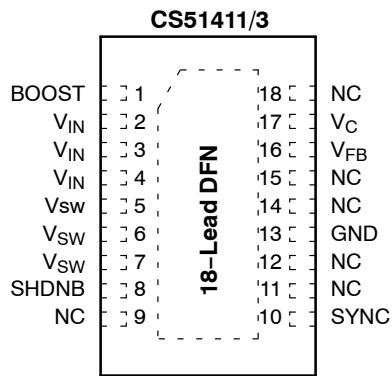 CS51411/3
BOOST 1 18 NC
VIN 2 17 VC
VIN 3 16 VFB
VIN 4 15 NC
Vsw 5 14 NC
VSW 6 13 GND
VSW 7 12 NC
SHDNB 8 11 NC
NC 9 10 SYNC
18-Lead DFN